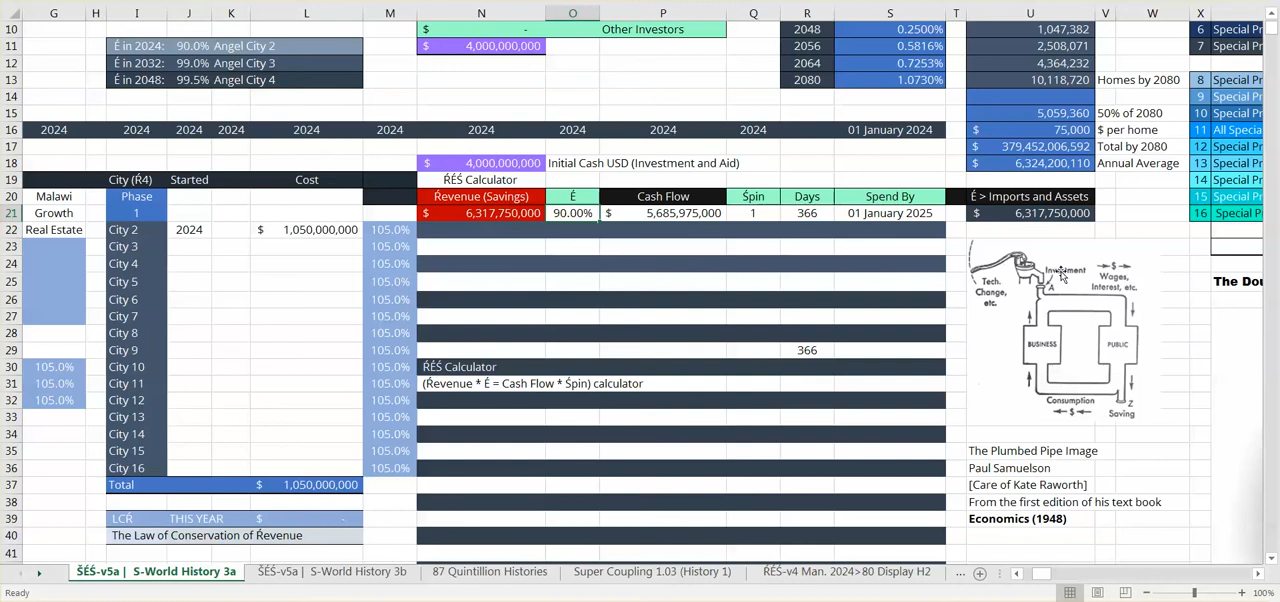 G H I J K L M N O P Q R S T U V W X
10 $ - Other Investors 2048 0.2500% 1,047,382 6 Special Pr
11 É in 2024: 90.0% Angel City 2 $ 4,000,000,000 2056 0.5816% 2,508,071 7 Special Pr
12 É in 2032: 99.0% Angel City 3 2064 0.7253% 4,364,232
13 É in 2048: 99.5% Angel City 4 2080 1.0730% 10,118,720 Homes by 2080 8 Special Pr
14 9 Special Pr
15 5,059,360 50% of 2080 10 Special Pr
16 2024 2024 2024 2024 2024 2024 2024 2024 2024 01 January 2024 $ 75,000 $ per home 11 All Specia
17 $ 379,452,006,592 Total by 2080 12 Special Pr
18 $ 4,000,000,000 Initial Cash USD (Investment and Aid) $ 6,324,200,110 Annual Average 13 Special Pr
19 City (Ŕ4) Started Cost ŔÉŚ Calculator 14 Special Pr
20 Malawi Phase Ŕevenue (Savings) É Cash Flow Śpin Days Spend By É > Imports and Assets 15 Special Pr
21 Growth 1 $ 6,317,750,000 90.00% $ 5,685,975,000 1 366 01 January 2025 $ 6,317,750,000 16 Special Pr
22 Real Estate City 2 2024 $ 1,050,000,000 105.0%
23 City 3 105.0%
24 City 4 105.0%
25 City 5 105.0%
26 City 6 105.0%
27 City 7 105.0%
28 City 8 105.0%
29 City 9 105.0% 366
30 105.0% City 10 105.0% ŔÉŚ Calculator
31 105.0% City 11 105.0% (Ŕevenue * É = Cash Flow * Śpin) calculator
32 105.0% City 12 105.0%
33 City 13 105.0%
34 City 14 105.0%
35 City 15 105.0%
36 City 16 105.0%
37 Total $ 1,050,000,000
38
39 LCŔ THIS YEAR $ -
40 The Law of Conservation of Ŕevenue
41
Tech.
Change,
etc.
A
$
Wages,
Interest, etc.
BUSINESS
PUBLIC
Consumption
$
Z
Saving
The Dou
The Plumbed Pipe Image
Paul Samuelson
[Care of Kate Raworth]
From the first edition of his text book
Economics (1948)
ŠÉŚ-v5a | S-World History 3a ŠÉŚ-v5a | S-World History 3b 87 Quintillion Histories Super Coupling 1.03 (History 1) ŔÉŚ-v4 Man. 2024>80 Display H2 ...
Ready 100%